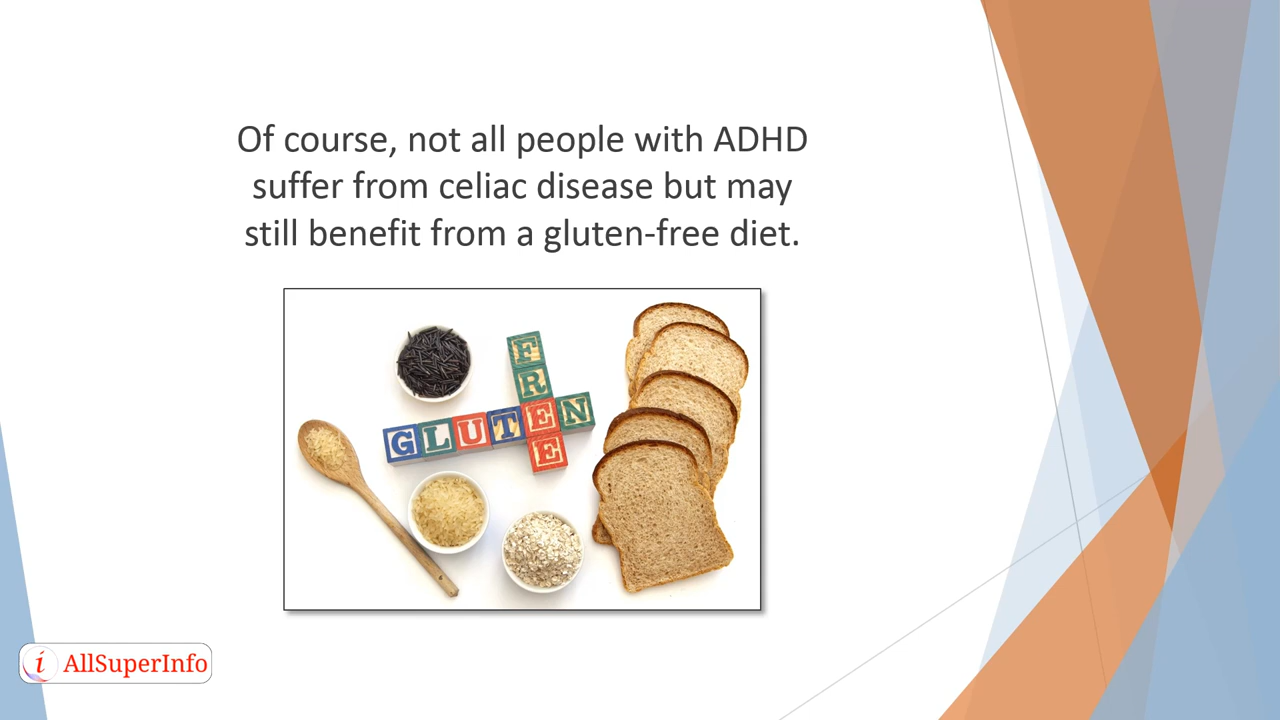 Of course, not all people with ADHD
suffer from celiac disease but may
still benefit from a gluten-free diet.
FREE
GLUTEN
i AllSuperInfo